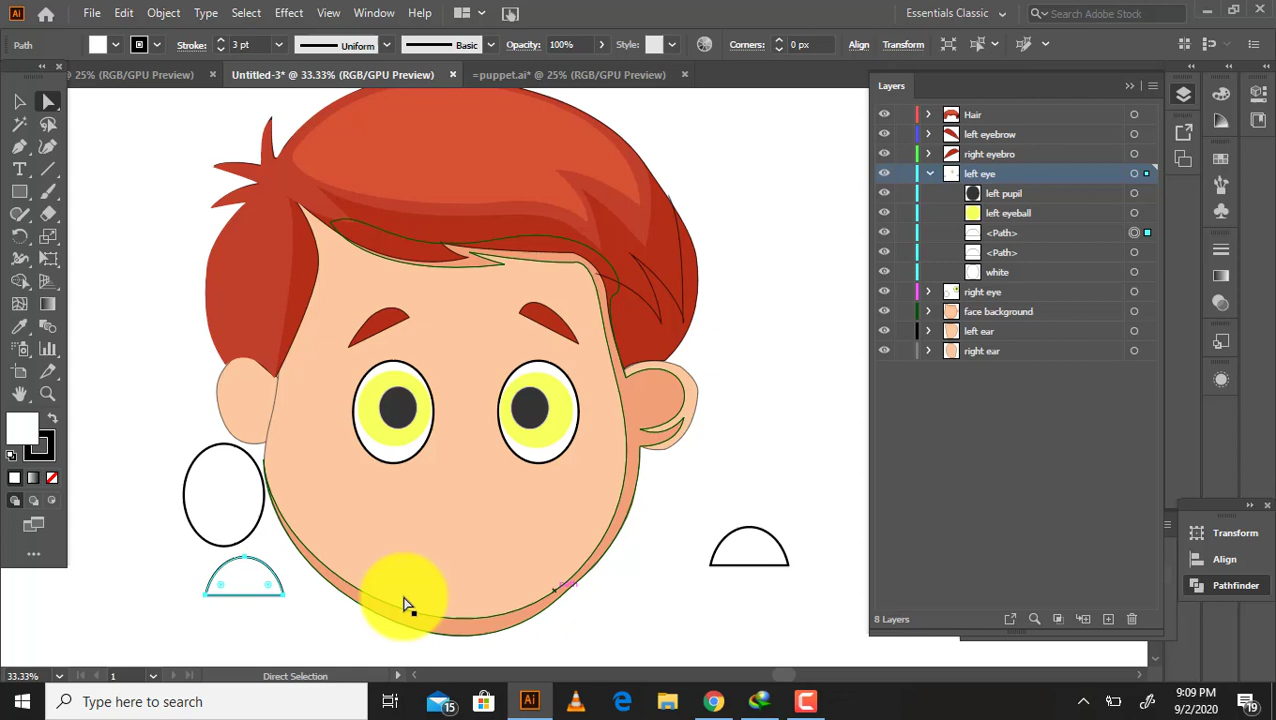 Ai File Edit Object Type Select Effect View Window Help Essentials Classic Search Adobe Stock
Path Stroke: 3 pt Uniform Basic Opacity: 100% Style: Corners: 0 px Align Transform
@ 25% (RGB/GPU Preview) × Untitled-3* @ 33.33% (RGB/GPU Preview) × =puppet.ai* @ 25% (RGB/GPU Preview) ×
Layers
Hair
left eyebrow
right eyebro
left eye
left pupil
left eyeball
<Path>
<Path>
white
right eye
face background
left ear
right ear
Transform
Align
Pathfinder
8 Layers
33.33% 1 Direct Selection
Type here to search 15 Ai 9:09 PM 19
9/2/2020